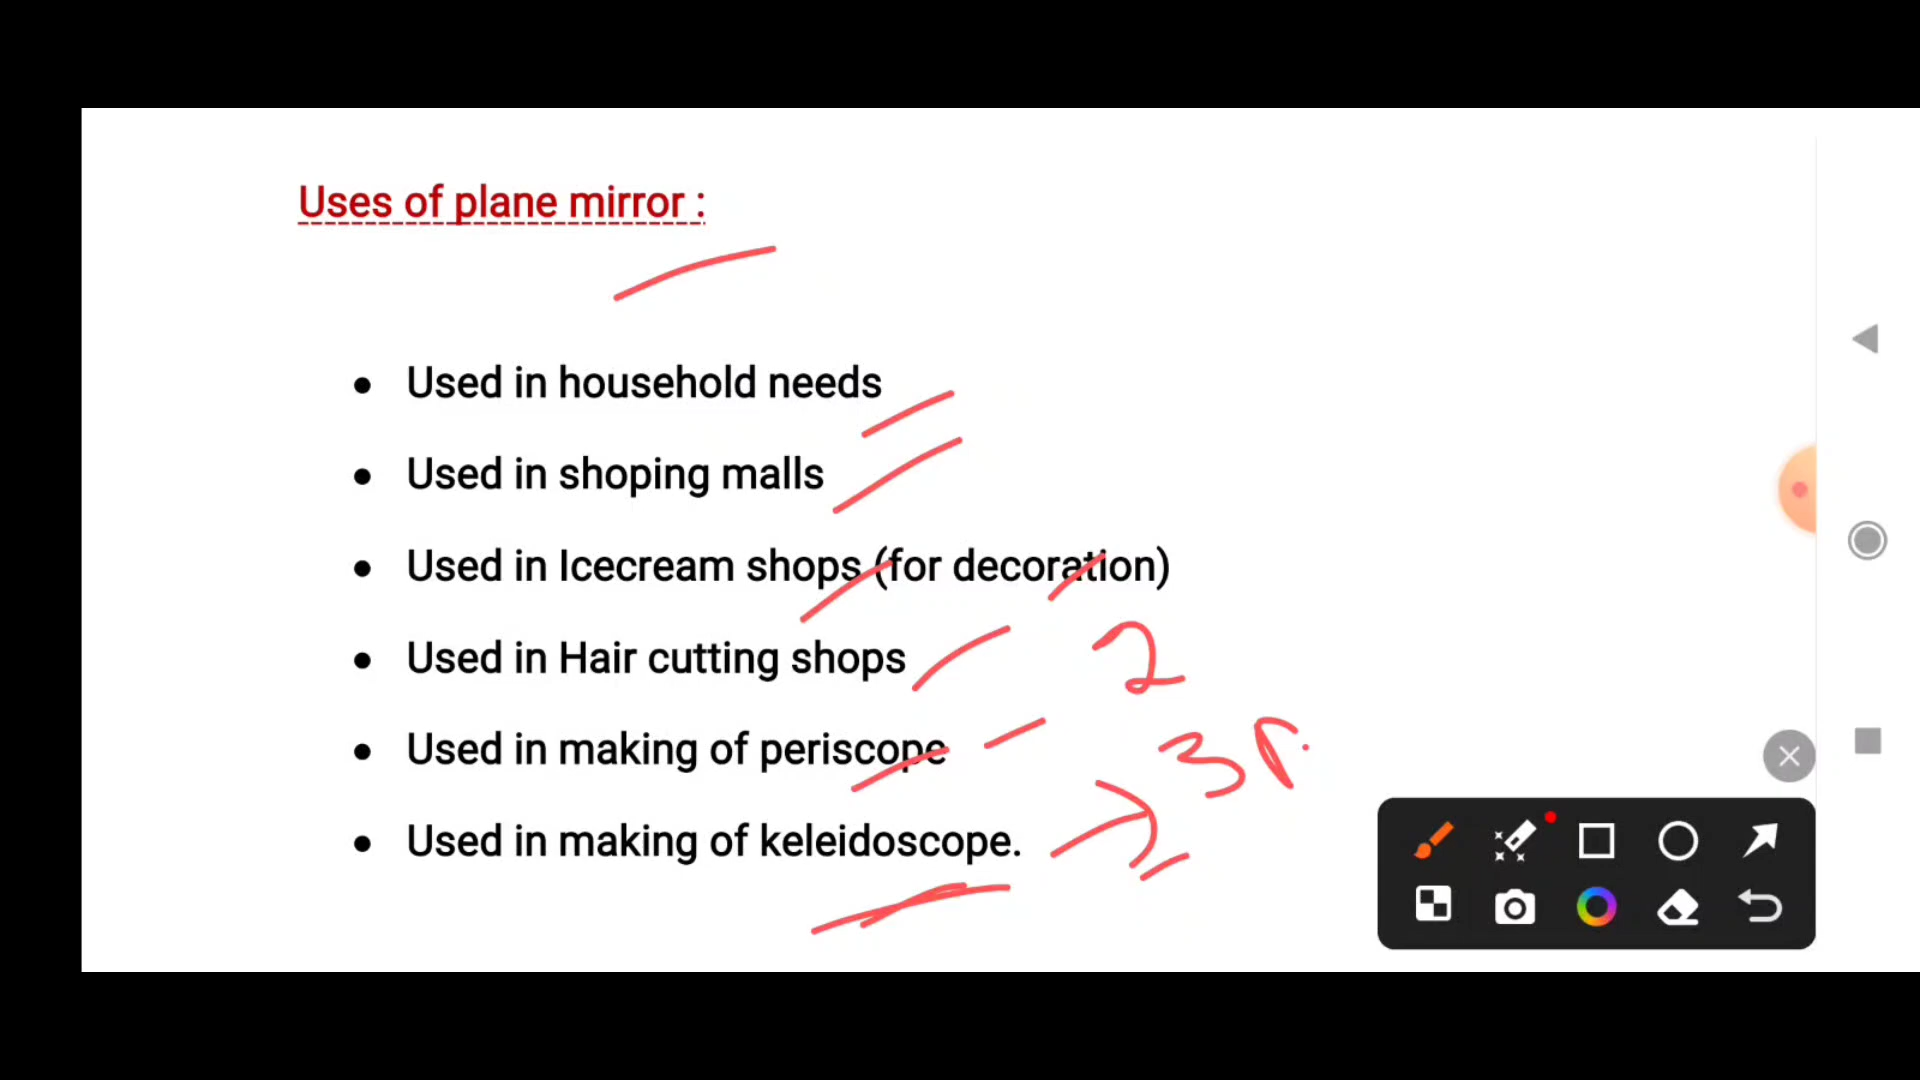 Uses of plane mirror :
Used in household needs
Used in shoping malls
Used in Icecream shops (for decoration)
Used in Hair cutting shops
2
Used in making of periscope
3 P.
Used in making of keleidoscope.